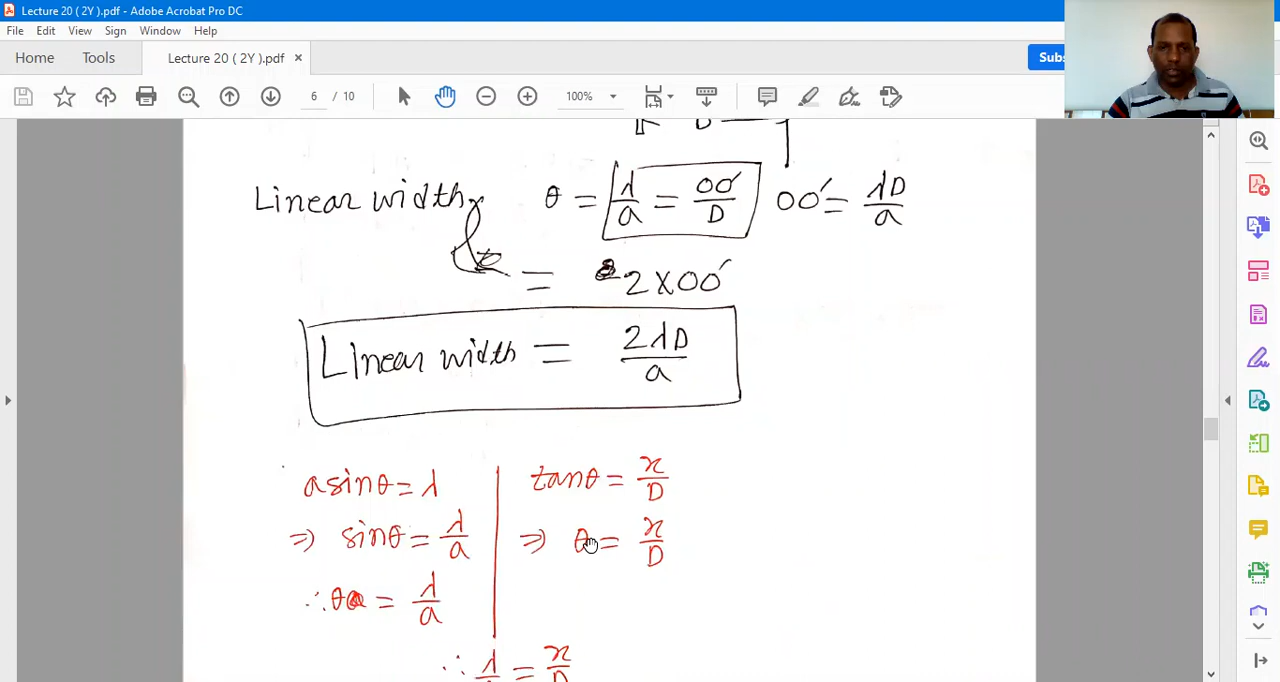 Lecture 20 ( 2Y ).pdf - Adobe Acrobat Pro DC
File Edit View Sign Window Help
Home Tools Lecture 20 ( 2Y ).pdf × Subs
6 / 10 100%
D
Linear width, θ = λ/a = OO′/D OO′ = λD/a
= 2 X OO′
Linear width = 2λD/a
a sinθ = λ tanθ = x/D
⇒ sinθ = λ/a ⇒ θ = x/D
∴ θ = λ/a
∴ λ/a = x/D